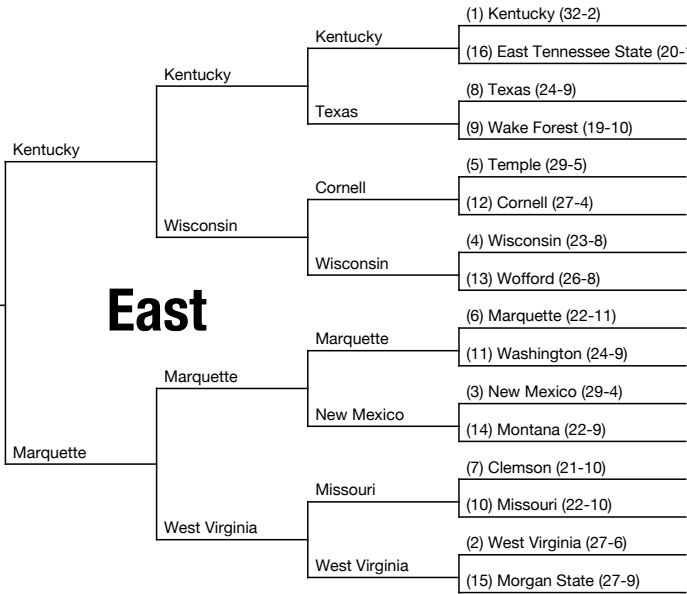 (1) Kentucky (32-2)
Kentucky
(16) East Tennessee State (20-
Kentucky
(8) Texas (24-9)
Texas
(9) Wake Forest (19-10)
Kentucky
(5) Temple (29-5)
Cornell
(12) Cornell (27-4)
Wisconsin
(4) Wisconsin (23-8)
Wisconsin
(13) Wofford (26-8)
East
(6) Marquette (22-11)
Marquette
(11) Washington (24-9)
Marquette
(3) New Mexico (29-4)
New Mexico
(14) Montana (22-9)
Marquette
(7) Clemson (21-10)
Missouri
(10) Missouri (22-10)
West Virginia
(2) West Virginia (27-6)
West Virginia
(15) Morgan State (27-9)